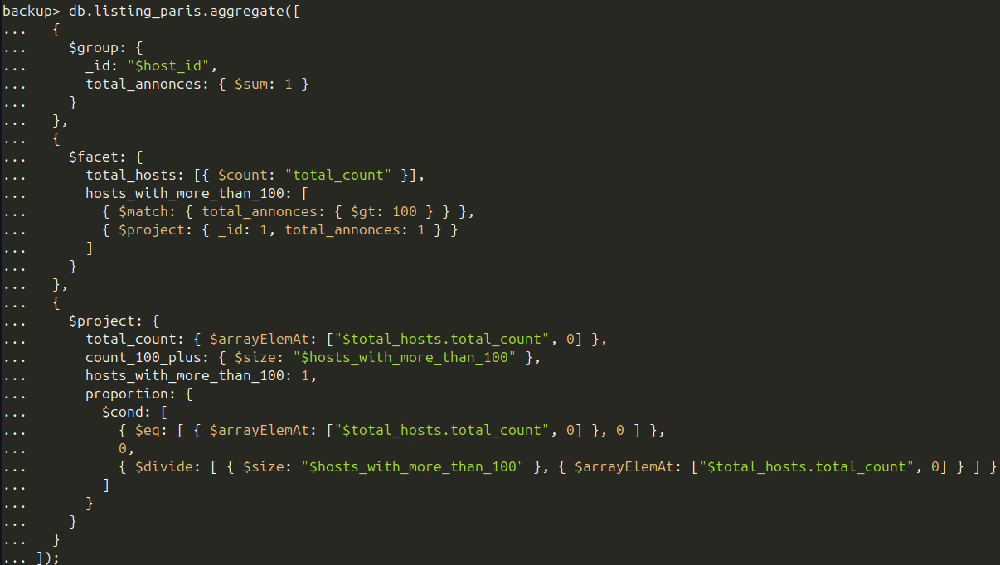 backup> db.listing_paris.aggregate([
...   {
...     $group: {
...       _id: "$host_id",
...       total_annonces: { $sum: 1 }
...     }
...   },
...   {
...     $facet: {
...       total_hosts: [{ $count: "total_count" }],
...       hosts_with_more_than_100: [
...         { $match: { total_annonces: { $gt: 100 } } },
...         { $project: { _id: 1, total_annonces: 1 } }
...       ]
...     }
...   },
...   {
...     $project: {
...       total_count: { $arrayElemAt: ["$total_hosts.total_count", 0] },
...       count_100_plus: { $size: "$hosts_with_more_than_100" },
...       hosts_with_more_than_100: 1,
...       proportion: {
...         $cond: [
...           { $eq: [ { $arrayElemAt: ["$total_hosts.total_count", 0] }, 0 ] },
...           0,
...           { $divide: [ { $size: "$hosts_with_more_than_100" }, { $arrayElemAt: ["$total_hosts.total_count", 0] } ] }
...         ]
...       }
...     }
...   }
... ]);